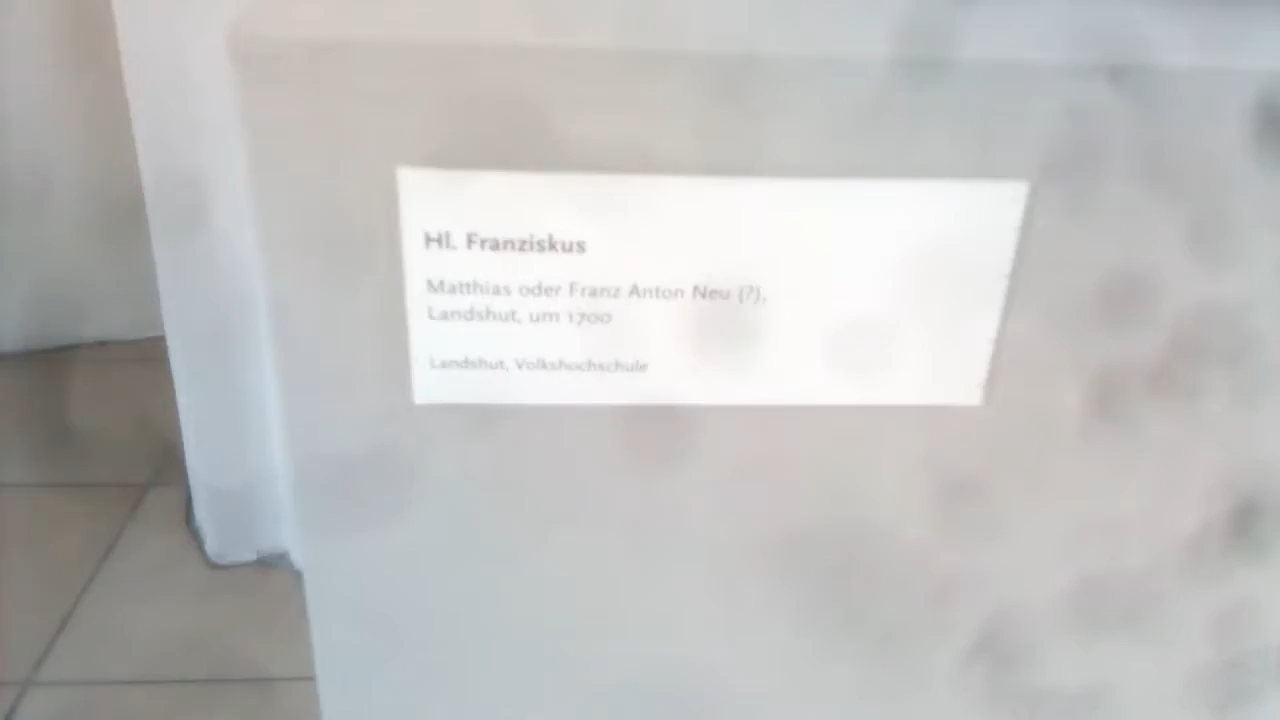 Hl. Franziskus
Matthias oder Franz Anton Neu (?),
Landshut, um 1700
Landshut, Volkshochschule